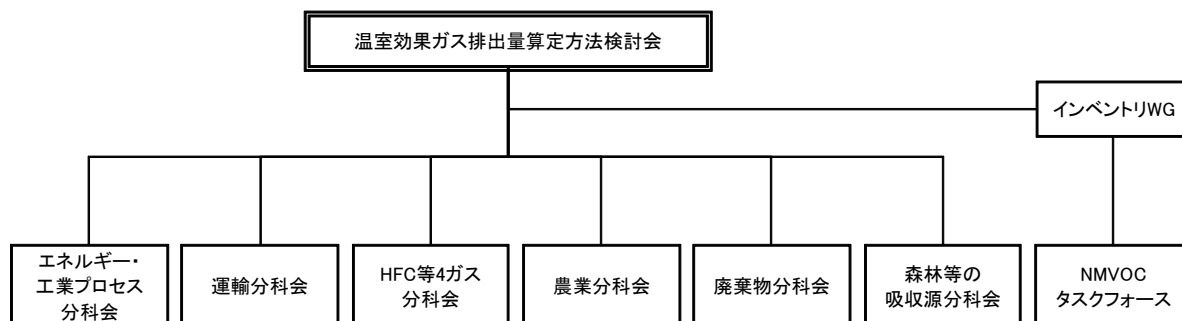 温室効果ガス排出量算定方法検討会
インベントリWG
エネルギー・
工業プロセス
分科会
運輸分科会
HFC等4ガス
分科会
農業分科会
廃棄物分科会
森林等の
吸収源分科会
NMVOC
タスクフォース